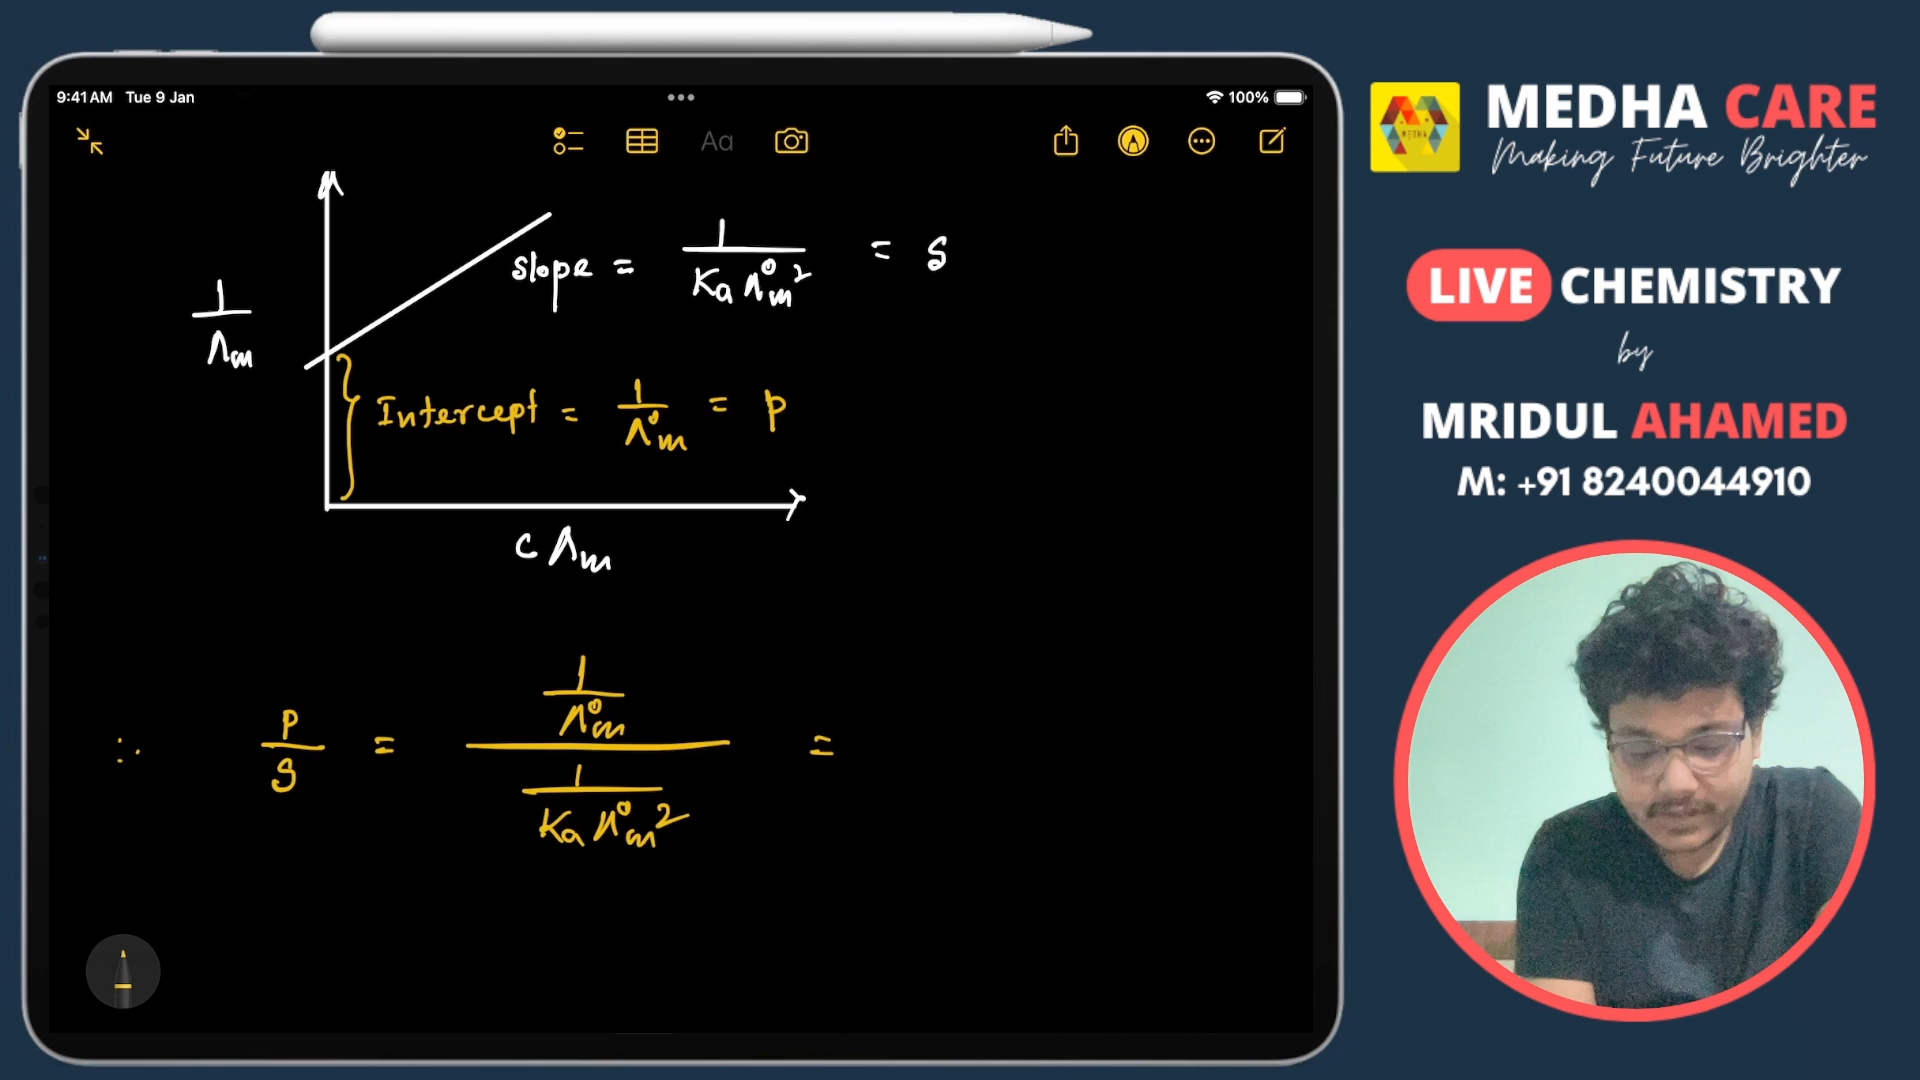 9:41 AM Tue 9 Jan
100%
Aa
MEDHA CARE
Making Future Brighter
MEDHA
LIVE CHEMISTRY
by
MRIDUL AHAMED
M: +91 8240044910
1/Λm
slope = 1/(Ka Λ°m²) = s
Intercept = 1/Λ°m = p
c Λm
∴ p/s = (1/Λ°m)/(1/(Ka Λ°m²)) =